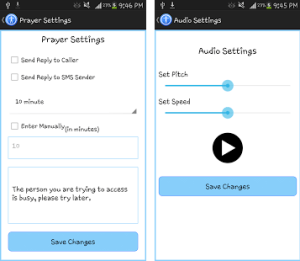 23% 9:46 PM
Prayer Settings
Prayer Settings
Send Reply to Caller
Send Reply to SMS Sender
10 minute
Enter Manually(in minutes)
10
The person you are trying to access
is busy, please try later.
Save Changes
23% 9:45 PM
Audio Settings
Audio Settings
Set Pitch
Set Speed
Save Changes